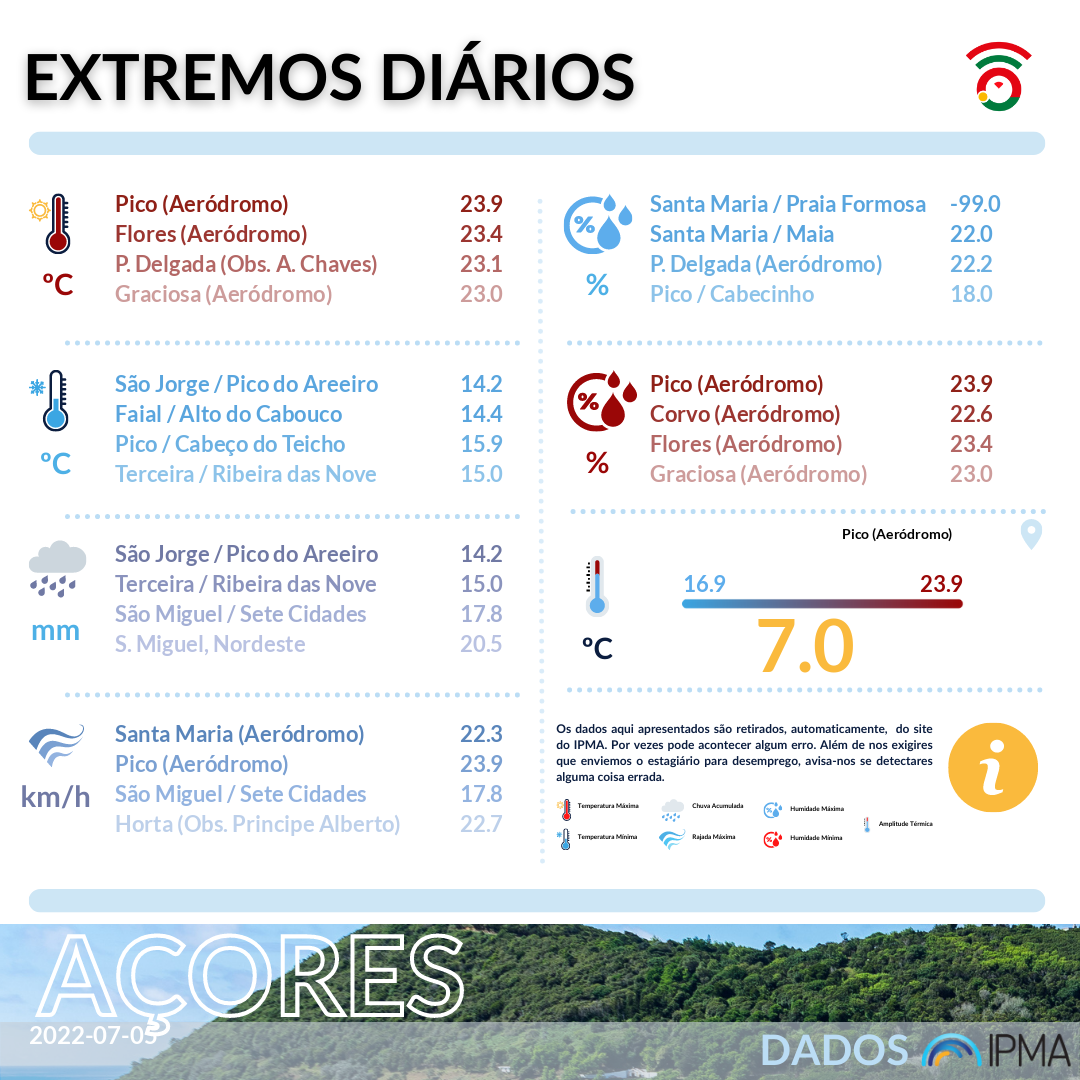 EXTREMOS DIÁRIOS
Pico (Aeródromo) 23.9
Flores (Aeródromo) 23.4
P. Delgada (Obs. A. Chaves) 23.1
Graciosa (Aeródromo) 23.0
ºC
São Jorge / Pico do Areeiro 14.2
Faial / Alto do Cabouco 14.4
Pico / Cabeço do Teicho 15.9
Terceira / Ribeira das Nove 15.0
ºC
São Jorge / Pico do Areeiro 14.2
Terceira / Ribeira das Nove 15.0
São Miguel / Sete Cidades 17.8
S. Miguel, Nordeste 20.5
mm
Santa Maria (Aeródromo) 22.3
Pico (Aeródromo) 23.9
São Miguel / Sete Cidades 17.8
Horta (Obs. Principe Alberto) 22.7
km/h
%
Santa Maria / Praia Formosa -99.0
Santa Maria / Maia 22.0
P. Delgada (Aeródromo) 22.2
Pico / Cabecinho 18.0
%
%
Pico (Aeródromo) 23.9
Corvo (Aeródromo) 22.6
Flores (Aeródromo) 23.4
Graciosa (Aeródromo) 23.0
%
Pico (Aeródromo)
16.9 23.9
7.0
ºC
Os dados aqui apresentados são retirados, automaticamente, do site
do IPMA. Por vezes pode acontecer algum erro. Além de nos exigires
que enviemos o estagiário para desemprego, avisa-nos se detectares
alguma coisa errada.
i
Temperatura Máxima
Chuva Acumulada
Humidade Máxima
Amplitude Térmica
Temperatura Mínima
Rajada Máxima
Humidade Mínima
AÇORES
2022-07-05
DADOS IPMA